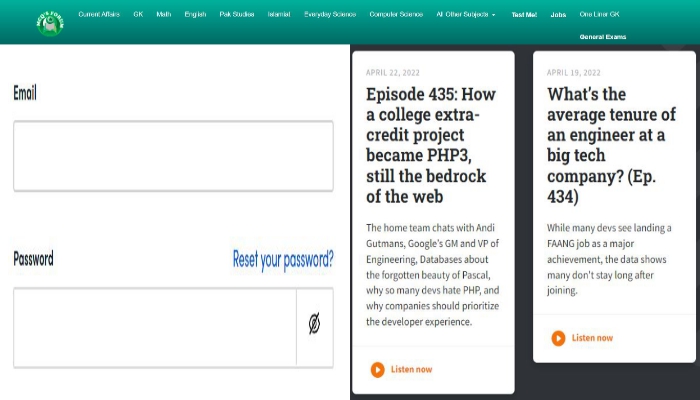 MCQ'S FORUM
Current Affairs GK Math English Pak Studies Islamiat Everyday Science Computer Science All Other Subjects Test Me! Jobs One Liner GK
General Exams
Email
Password Reset your password?
APRIL 22, 2022
Episode 435: How
a college extra-
credit project
became PHP3,
still the bedrock
of the web
The home team chats with Andi
Gutmans, Google's GM and VP of
Engineering, Databases about
the forgotten beauty of Pascal,
why so many devs hate PHP, and
why companies should prioritize
the developer experience.
Listen now
APRIL 19, 2022
What's the
average tenure of
an engineer at a
big tech
company? (Ep.
434)
While many devs see landing a
FAANG job as a major
achievement, the data shows
many don't stay long after
joining.
Listen now